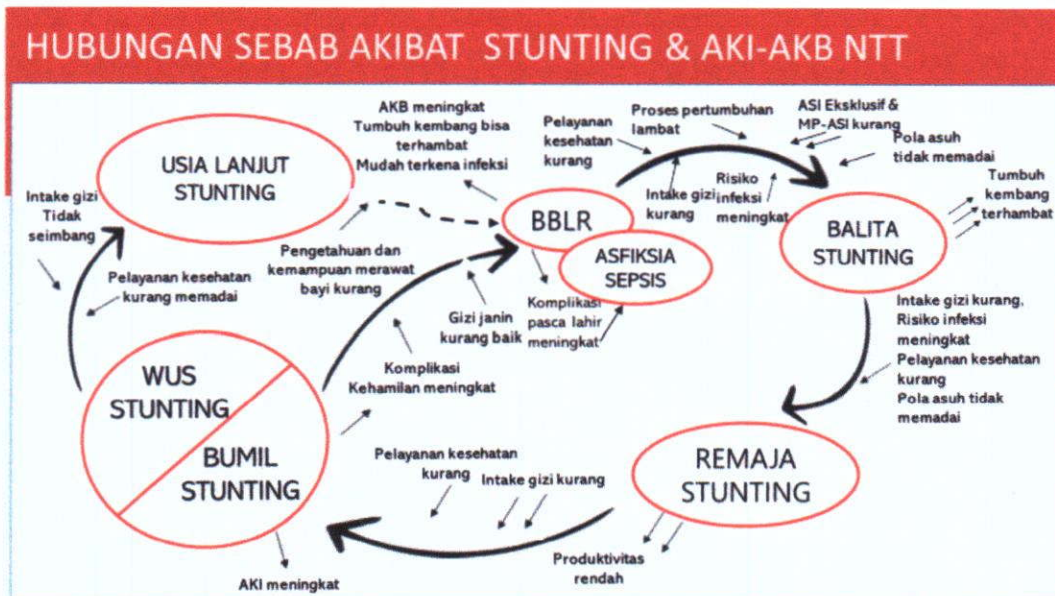 HUBUNGAN SEBAB AKIBAT STUNTING & AKI-AKB NTT
USIA LANJUT
STUNTING
AKB meningkat
Tumbuh kembang bisa
terhambat
Mudah terkena infeksi
Pelayanan
kesehatan
kurang
Proses pertumbuhan
lambat
ASI Eksklusif &
MP-ASI kurang
Pola asuh
tidak memadai
Tumbuh
kembang
terhambat
Intake gizi
Tidak
seimbang
Pelayanan kesehatan
kurang memadai
Pengetahuan dan
kemampuan merawat
bayi kurang
BBLR
ASFIKSIA
SEPSIS
Intake gizi
kurang
Risiko
infeksi
meningkat
BALITA
STUNTING
Gizi janin
kurang baik
Komplikasi
pasca lahir
meningkat
Komplikasi
Kehamilan meningkat
Intake gizi kurang,
Risiko infeksi
meningkat
Pelayanan kesehatan
kurang
Pola asuh tidak
memadai
WUS
STUNTING
BUMIL
STUNTING
Pelayanan kesehatan
kurang
Intake gizi kurang
REMAJA
STUNTING
Produktivitas
rendah
AKI meningkat